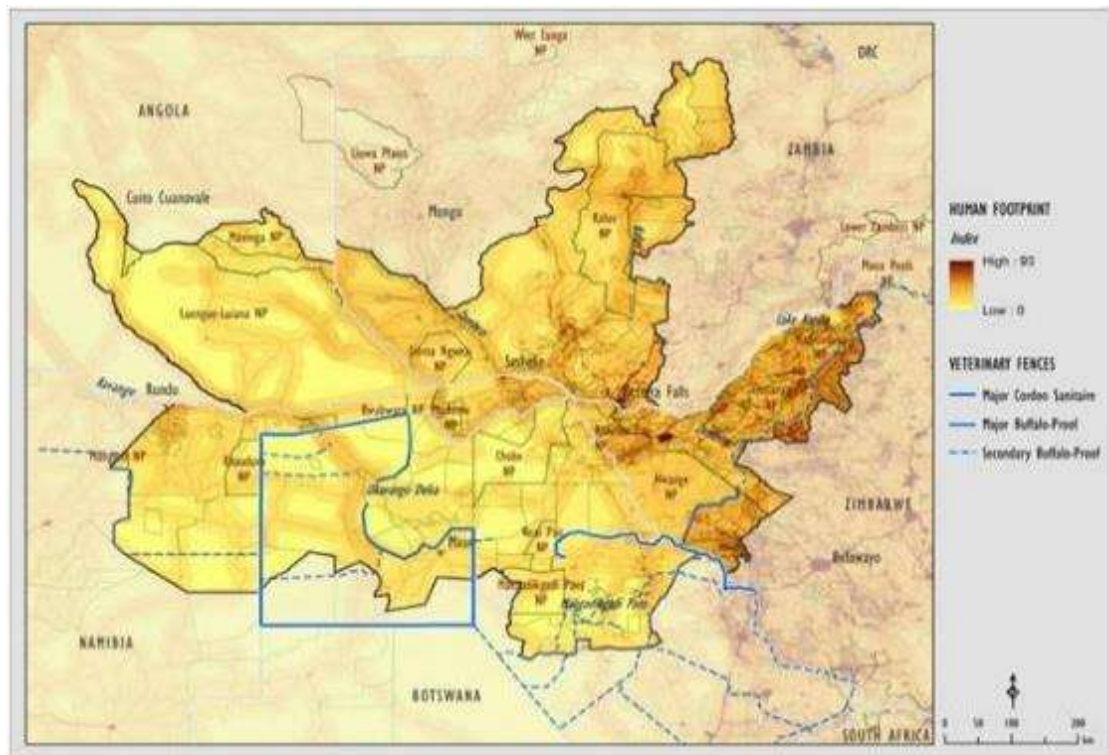 West Lunga
NP
DRC
ANGOLA
Liuwa Plains
NP
ZAMBIA
Cuito Cuanavale
Mongu
Mavinga NP
Kafue
NP
Lower Zambezi NP
Mana Pools
NP
Luengue-Luiana NP
Lake Kariba
Sioma Ngwezi
NP
Sesheke
Victoria Falls
Rundu
Bwabwata NP
Mudumu
NP
Khaudum
NP
Chobe
NP
Hwange
NP
Okavango Delta
ZIMBABWE
Maun
Nxai Pan
NP
Bulawayo
Makgadikgadi Pans
NP
Makgadikgadi Pans
NAMIBIA
BOTSWANA
SOUTH AFRICA
HUMAN FOOTPRINT
Index
High : 93
Low : 0
VETERINARY FENCES
Major Cordon Sanitaire
Major Buffalo-Proof
Secondary Buffalo-Proof
0 50 100 200
km